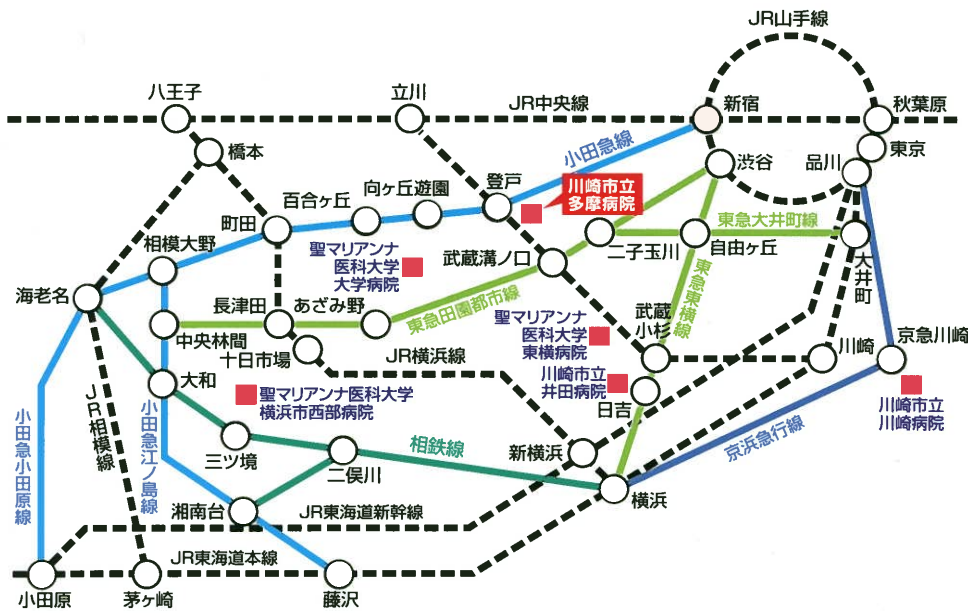 JR山手線
八王子
立川
JR中央線
新宿
秋葉原
橋本
小田急線
渋谷
品川
東京
百合ヶ丘
向ヶ丘遊園
登戸
川崎市立
多摩病院
町田
東急大井町線
相模大野
聖マリアンナ
医科大学
大学病院
武蔵溝ノ口
二子玉川
自由ヶ丘
大井町
海老名
長津田
あざみ野
東急田園都市線
東急東横線
中央林間
十日市場
JR横浜線
聖マリアンナ
医科大学
東横病院
武蔵
小杉
川崎
京急川崎
大和
聖マリアンナ医科大学
横浜市西部病院
川崎市立
井田病院
日吉
川崎市立
川崎病院
JR相模線
小田急小田原線
小田急江ノ島線
三ツ境
二俣川
相鉄線
新横浜
京浜急行線
横浜
湘南台
JR東海道新幹線
JR東海道本線
小田原
茅ヶ崎
藤沢